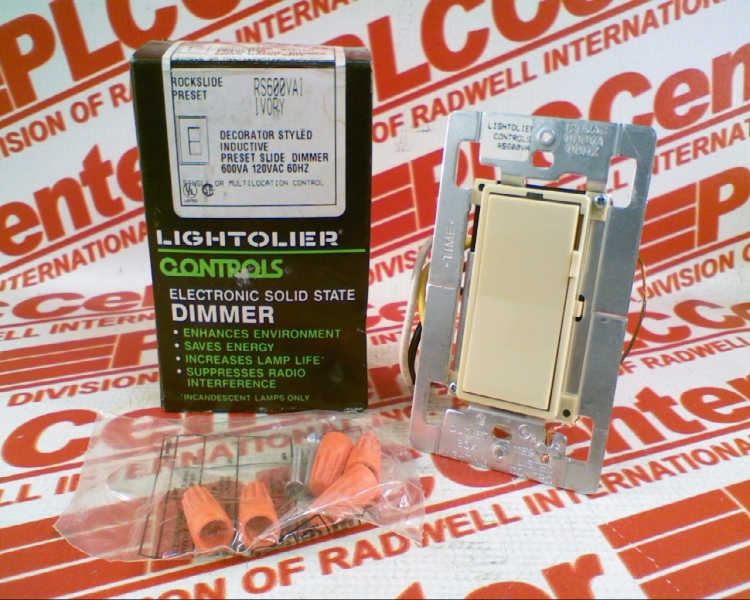 ROCKSLIDE
PRESET
RS600VAI
IVORY
DECORATOR STYLED
INDUCTIVE
PRESET SLIDE DIMMER
600VA 120VAC 60HZ
SINGLE OR MULTILOCATION CONTROL
LIGHTOLIER
CONTROLS
ELECTRONIC SOLID STATE
DIMMER
• ENHANCES ENVIRONMENT
• SAVES ENERGY
• INCREASES LAMP LIFE*
• SUPPRESSES RADIO
INTERFERENCE
*INCANDESCENT LAMPS ONLY
LIGHTOLIER
CONTROLS
RS600VA
TIME
PLCCenter
A DIVISION OF RADWELL INTERNATIONAL